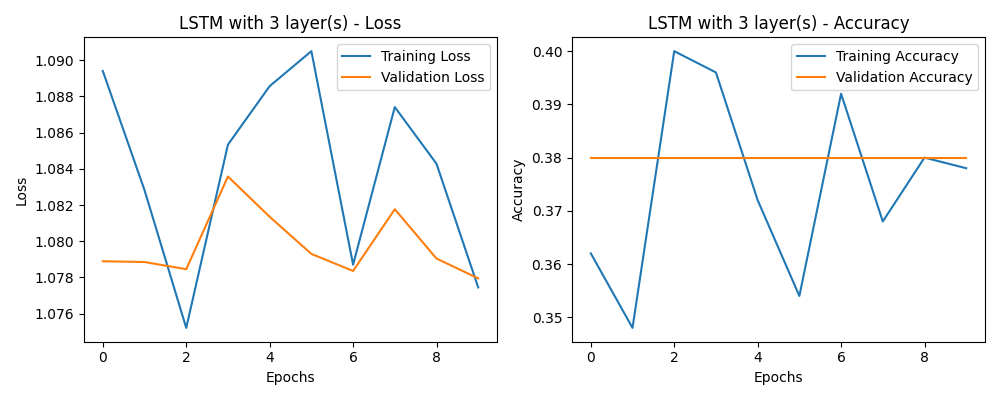 LSTM with 3 layer(s) - Loss
Training Loss
Validation Loss
1.090
1.088
1.086
1.084
1.082
1.080
1.078
1.076
Loss
0 2 4 6 8
Epochs
LSTM with 3 layer(s) - Accuracy
Training Accuracy
Validation Accuracy
0.40
0.39
0.38
0.37
0.36
0.35
Accuracy
0 2 4 6 8
Epochs